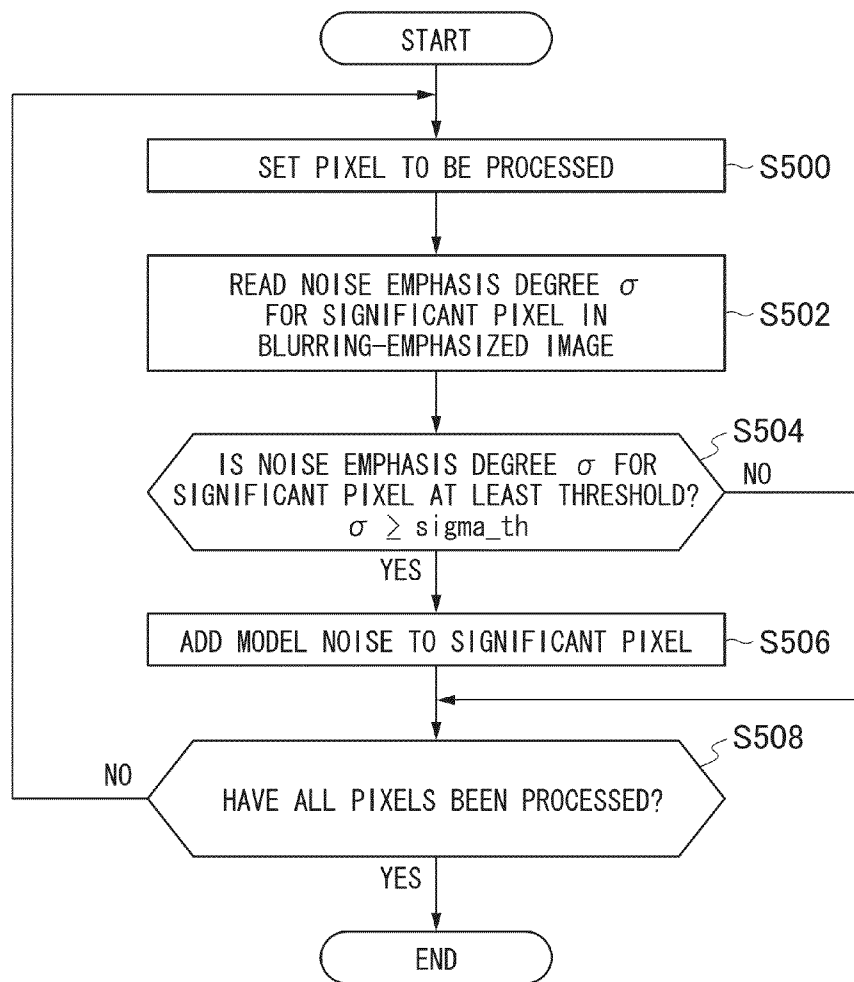 START
SET PIXEL TO BE PROCESSED
S500
READ NOISE EMPHASIS DEGREE σ
FOR SIGNIFICANT PIXEL IN
BLURRING-EMPHASIZED IMAGE
S502
S504
IS NOISE EMPHASIS DEGREE σ FOR
SIGNIFICANT PIXEL AT LEAST THRESHOLD?
σ ≥ sigma_th
NO
YES
ADD MODEL NOISE TO SIGNIFICANT PIXEL
S506
S508
NO
HAVE ALL PIXELS BEEN PROCESSED?
YES
END